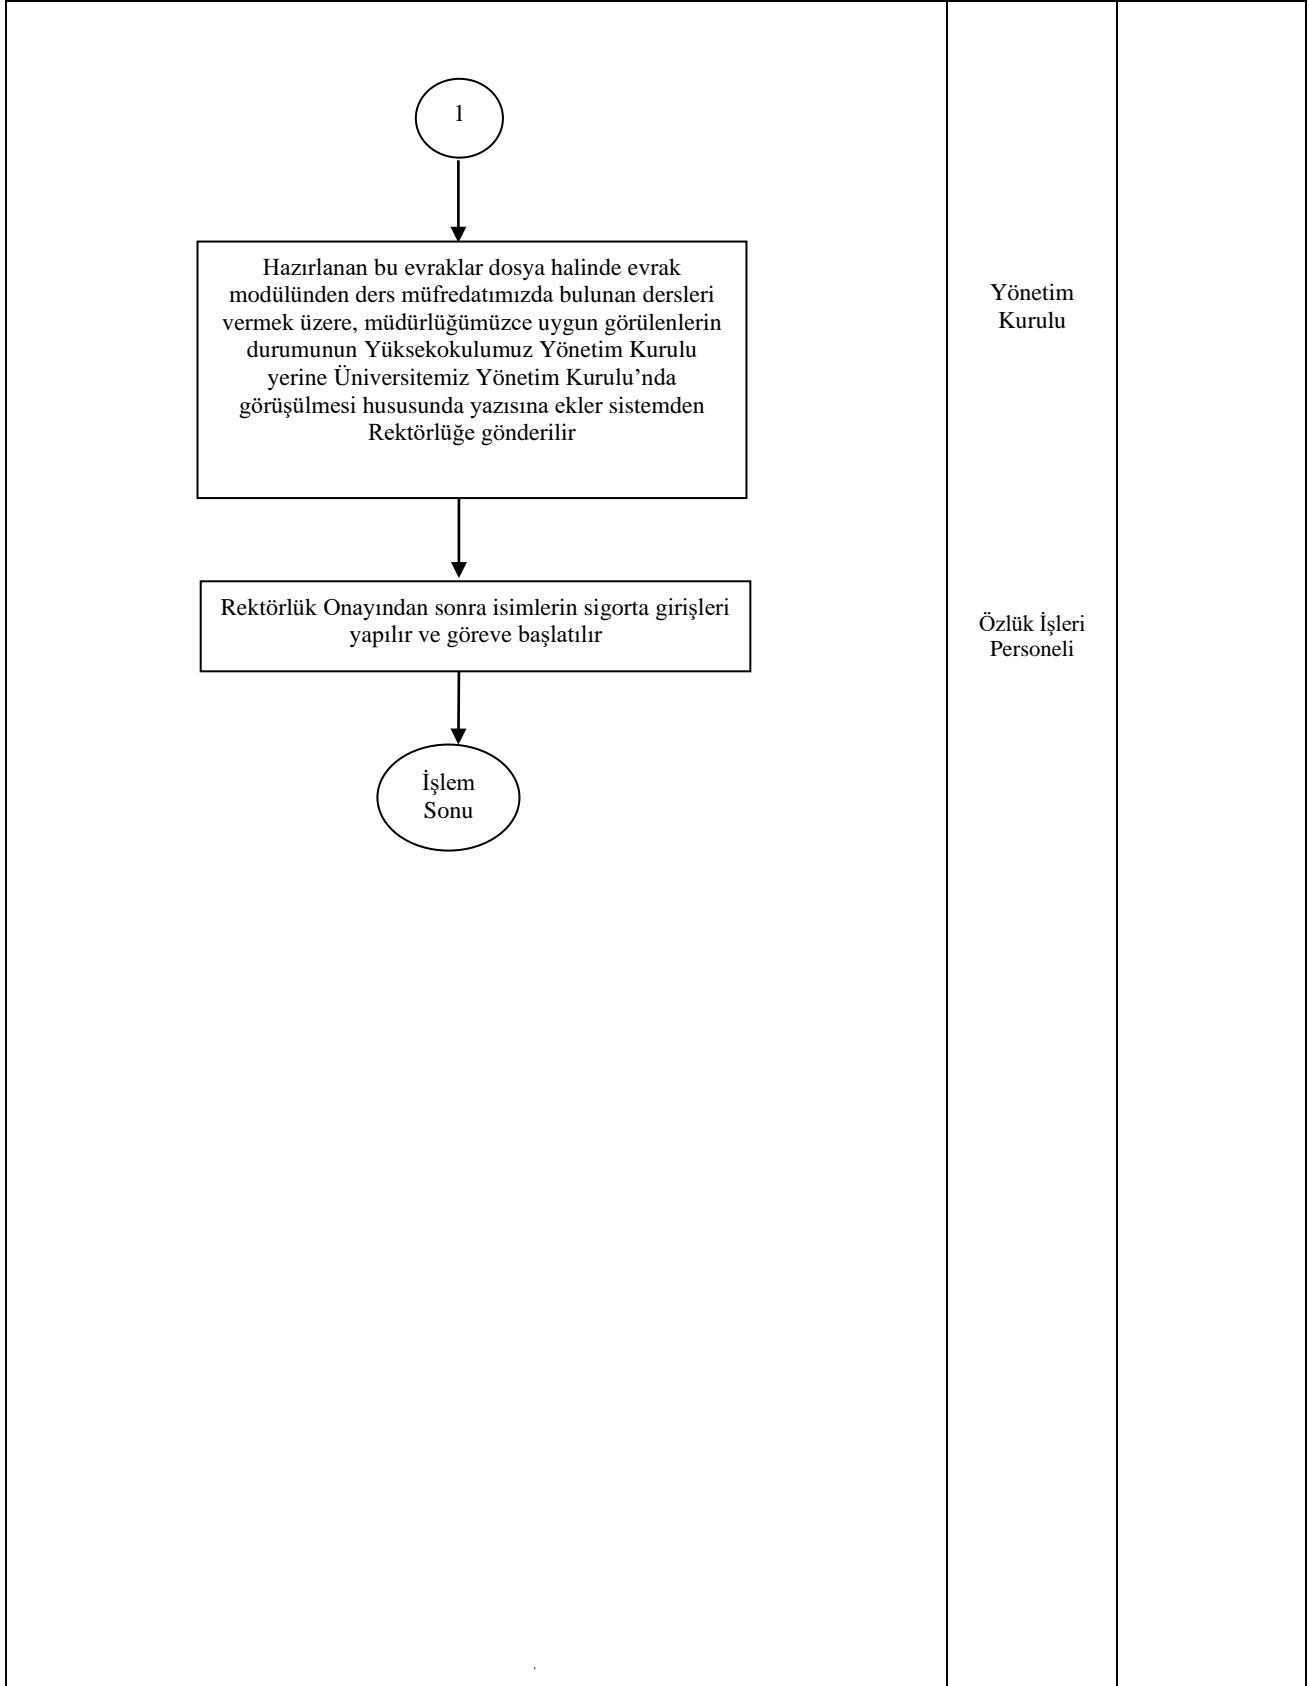 1
Hazırlanan bu evraklar dosya halinde evrak
modülünden ders müfredatımızda bulunan dersleri
vermek üzere, müdürlüğümüzce uygun görülenlerin
durumunun Yüksekokulumuz Yönetim Kurulu
yerine Üniversitemiz Yönetim Kurulu’nda
görüşülmesi hususunda yazısına ekler sistemden
Rektörlüğe gönderilir
Yönetim
Kurulu
Rektörlük Onayından sonra isimlerin sigorta girişleri
yapılır ve göreve başlatılır
Özlük İşleri
Personeli
İşlem
Sonu